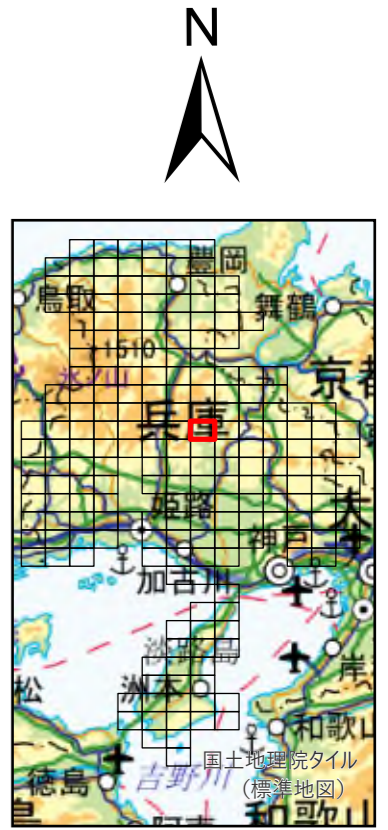 N
豊岡
鳥取
舞鶴
1510
氷ノ山
京都
兵庫
姫路
大
神戸
加古川
淡路島
岸
松
洲本
和歌山
国土地理院タイル
徳島
吉野川
(標準地図)
島
和歌山